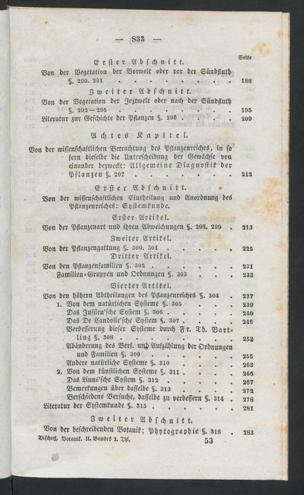 — 833 —
Seite
Erster Abschnitt.
Von der Vegetation der Vorwelt oder vor der Sündfluth
§. 290. 291 . . . . . . . . 188
Zweiter Abschnitt.
Von der Vegetation der Jeztwelt oder nach der Sündfluth
§. 292—295 . . . . . . . . 195
Literatur zur Geschichte der Pflanzen §. 296 . . . . 209
Achtes Kapitel.
Von der wissenschaftlichen Betrachtung des Pflanzenreiches, in so
fern dieselbe die Unterscheidung der Gewächse von
einander bezweckt: Allgemeine Diagnostik der
Pflanzen §. 297 . . . . . . . . 212
Erster Abschnitt.
Von der wissenschaftlichen Eintheilung und Anordnung des
Pflanzenreiches: Systemkunde.
Erster Artikel.
Von der Pflanzenart und ihren Abweichungen §. 298. 299 . 213
Zweiter Artikel.
Von der Pflanzengattung §. 300. 301 . . . . 225
Dritter Artikel.
Von den Pflanzenfamilien §. 302 . . . . . 231
Familien-Gruppen und Ordnungen §. 303 . . . 233
Vierter Artikel.
Von den höhern Abtheilungen des Pflanzenreiches §. 304 . 237
1. Von dem natürlichen Systeme §. 305 . . . 239
Das Jussieu'sche System §. 306 . . . . 240
Das De Candolle'sche System §. 307 . . . 246
Verbesserung dieser Systeme durch Fr. Th. Bart-
ling §. 308 . . . . . . . 252
Abänderung des Verf. und Aufzählung der Ordnungen
und Familien §. 309 . . . . . 255
Andere natürliche Systeme §. 310 . . . . 263
2. Von den künstlichen Systemen §. 311 . . . 266
Das Linne'sche System §. 312 . . . . 267
Bemerkungen über dasselbe §. 313 . . . . 272
Verschiedene Versuche, dasselbe zu verbessern §. 314 . 278
Literatur der Systemkunde §. 315 . . . . . 281
Zweiter Abschnitt.
Von der beschreibenden Botanik: Phytographie §. 316 . 283
Bischoff, Botanik. II. Bandes 2. Thl. 53